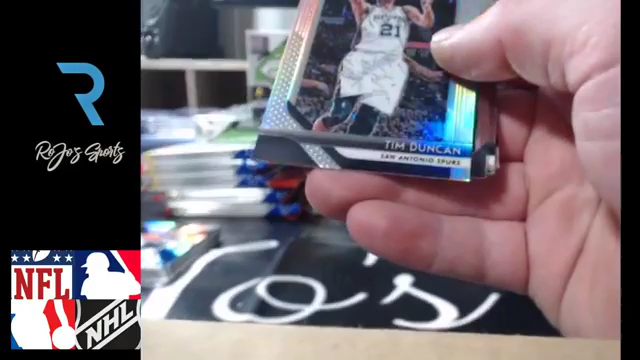 21
TIM DUNCAN
SAN ANTONIO SPURS
R
RoJo's Sports
NFL
NHL
Jo's